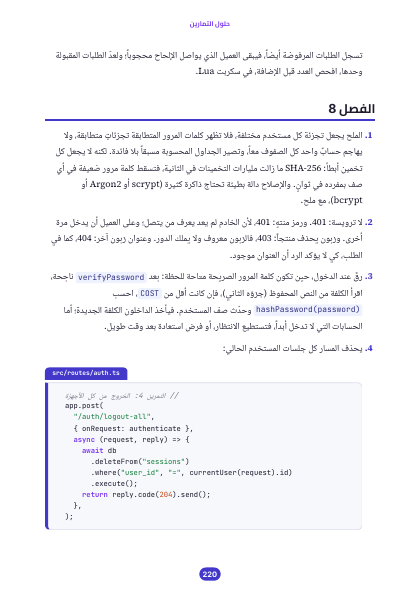 حلول التمارين
تسجل الطلبات المرفوضة أيضاً، فيبقى العميل الذي يواصل الإلحاح محجوباً؛ ولعدّ الطلبات المقبولة
وحدها، افحص العدد قبل الإضافة، في سكربت Lua.
الفصل 8
1. الملح يجعل تجزئة كل مستخدم مختلفة، فلا تظهر كلمات المرور المتطابقة تجزئاتٍ متطابقة، ولا
يهاجم حسابٌ واحد كل الصفوف معاً، وتصير الجداول المحسوبة مسبقاً بلا فائدة. لكنه لا يجعل كل
تخمين أبطأ: SHA-256 ما زالت مليارات التخمينات في الثانية، فتسقط كلمة مرور ضعيفة في أي
صف بمفرده في ثوانٍ. والإصلاح دالة بطيئة تحتاج ذاكرة كثيرة (scrypt أو Argon2 أو
bcrypt)، مع ملح.
2. لا ترويسة: 401. ورمز منتهٍ: 401، لأن الخادم لم يعد يعرف من يتصل؛ وعلى العميل أن يدخل مرة
أخرى. وزبون يحذف منتجاً: 403، فالزبون معروف ولا يملك الدور. وعنوان زبون آخر: 404، كما في
الطلب، كي لا يؤكد الرد أن العنوان موجود.
3. رقِّ عند الدخول، حين تكون كلمة المرور الصريحة متاحة للحظة: بعد verifyPassword ناجحة،
اقرأ الكلفة من النص المحفوظ (جزؤه الثاني)، فإن كانت أقل من COST، احسب
hashPassword(password) وحدّث صف المستخدم. فيأخذ الداخلون الكلفة الجديدة؛ أما
الحسابات التي لا تدخل أبداً، فتستطيع الانتظار، أو فرض استعادة بعد وقت طويل.
4. يحذف المسار كل جلسات المستخدم الحالي:
src/routes/auth.ts
// التمرين 4: الخروج من كل الأجهزة
app.post(
"/auth/logout-all",
{ onRequest: authenticate },
async (request, reply) => {
await db
.deleteFrom("sessions")
.where("user_id", "=", currentUser(request).id)
.execute();
return reply.code(204).send();
},
);
220